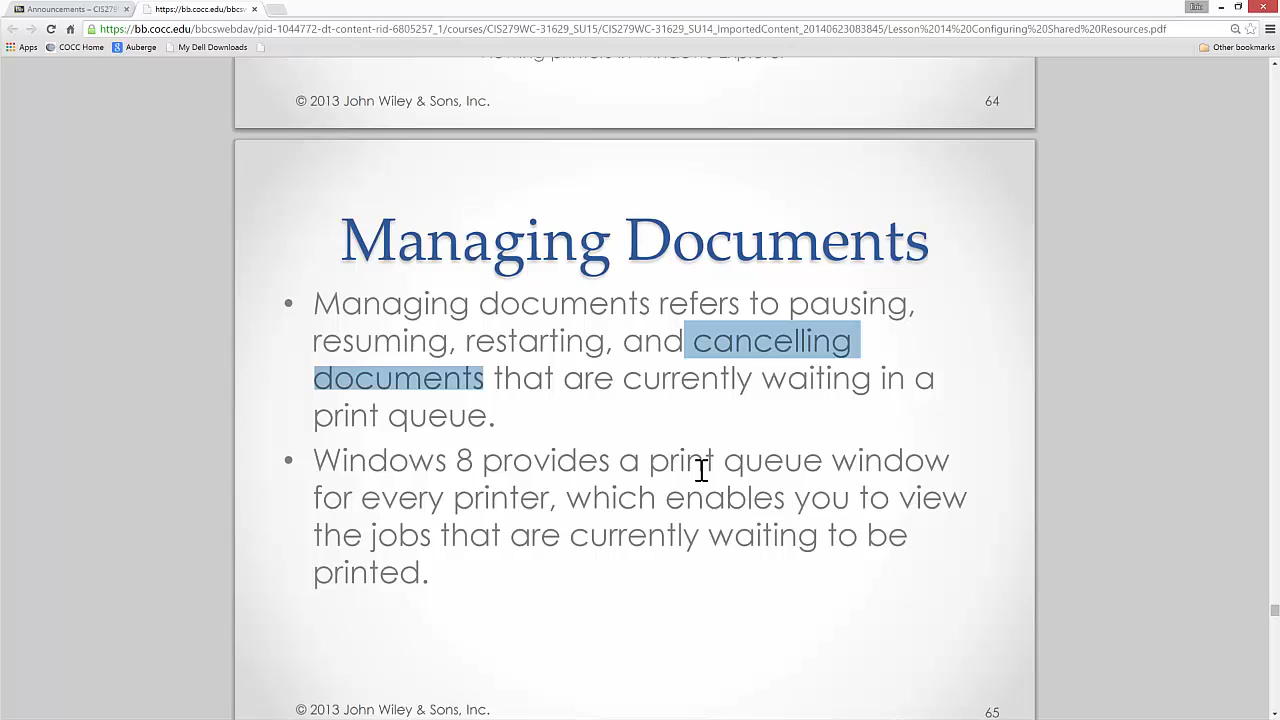 Announcements – CIS279
https://bb.cocc.edu/bbcs
https://bb.cocc.edu/bbcswebdav/pid-1044772-dt-content-rid-6805257_1/courses/CIS279WC-31629_SU15/CIS279WC-31629_SU14_ImportedContent_20140623083845/Lesson%2014%20Configuring%20Shared%20Resources.pdf
Apps COCC Home Auberge My Dell Downloads Other bookmarks
© 2013 John Wiley & Sons, Inc. 64
Managing Documents
• Managing documents refers to pausing,
resuming, restarting, and cancelling
documents that are currently waiting in a
print queue.
• Windows 8 provides a print queue window
for every printer, which enables you to view
the jobs that are currently waiting to be
printed.
© 2013 John Wiley & Sons, Inc. 65